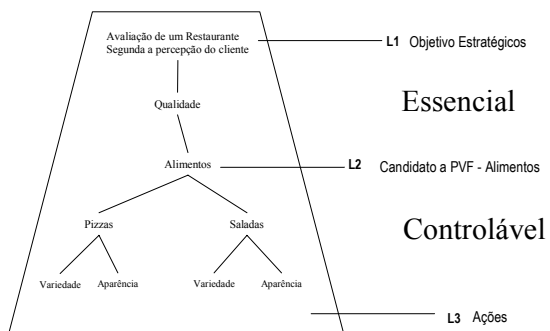 Avaliação de um Restaurante
Segunda a percepção do cliente
L1 Objetivo Estratégicos
Essencial
Qualidade
Alimentos
L2 Candidato a PVF - Alimentos
Pizzas
Saladas
Controlável
Variedade
Aparência
Variedade
Aparência
L3 Ações